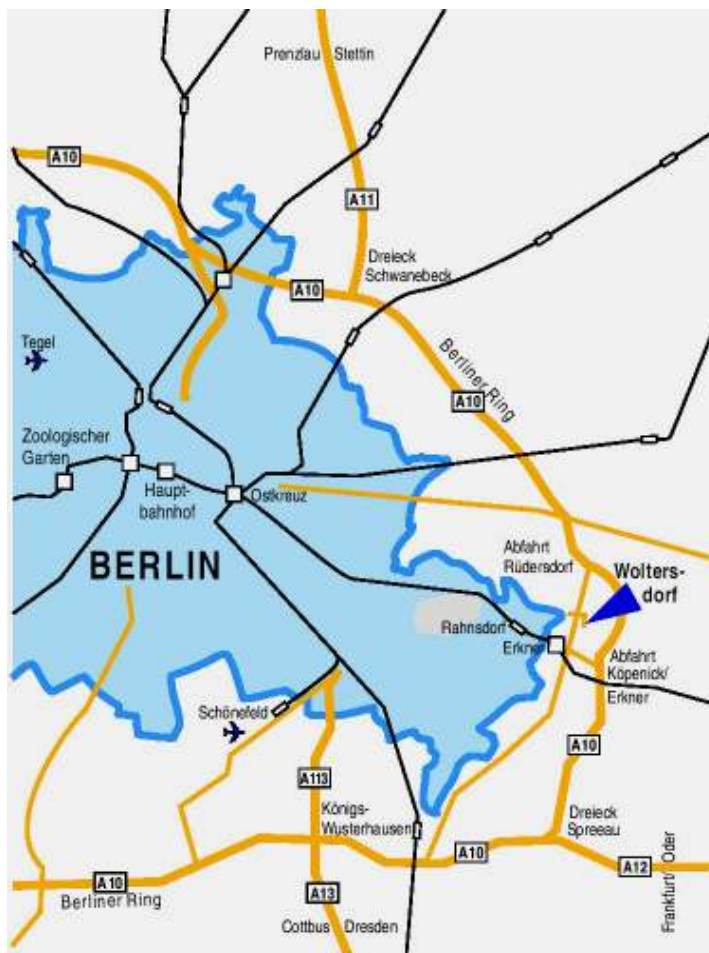 Prenzlau Stettin
A10
A11
Dreieck
Schwanebeck
A10
Tegel
Berliner Ring
A10
Zoologischer
Garten
Haupt-
bahnhof
Ostkreuz
Abfahrt
Rüdersdorf
Wolters-
dorf
BERLIN
Rahnsdorf
Erkner
Abfahrt
Köpenick/
Erkner
Schönefeld
A10
A113
Königs-
Wusterhausen
Dreieck
Spreeau
A10
A12
Frankfurt/Oder
A10
Berliner Ring
A13
Cottbus Dresden